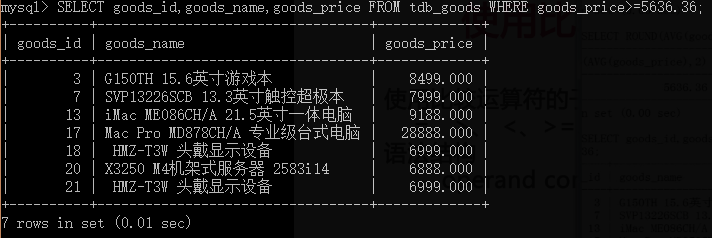 mysql> SELECT goods_id,goods_name,goods_price FROM tdb_goods WHERE goods_price>=5636.36;
+----------+----------------------------------+-------------+
| goods_id | goods_name | goods_price |
+----------+----------------------------------+-------------+
| 3 | G150TH 15.6英寸游戏本 | 8499.000 |
| 7 | SVP13226SCB 13.3英寸触控超极本 | 7999.000 |
| 13 | iMac ME086CH/A 21.5英寸一体电脑 | 9188.000 |
| 17 | Mac Pro MD878CH/A 专业级台式电脑 | 28888.000 |
| 18 | HMZ-T3W 头戴显示设备 | 6999.000 |
| 20 | X3250 M4机架式服务器 2583i14 | 6888.000 |
| 21 | HMZ-T3W 头戴显示设备 | 6999.000 |
+----------+----------------------------------+-------------+
7 rows in set (0.01 sec)